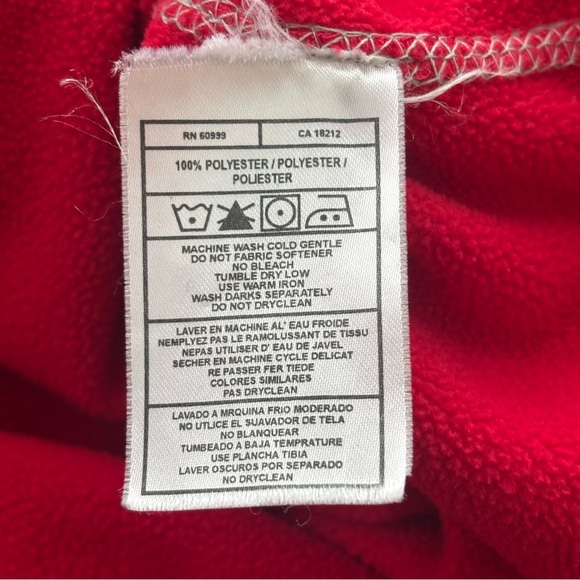 RN 60999
CA 18212
100% POLYESTER / POLYESTER /
POLIESTER
MACHINE WASH COLD GENTLE
DO NOT FABRIC SOFTENER
NO BLEACH
TUMBLE DRY LOW
USE WARM IRON
WASH DARKS SEPARATELY
DO NOT DRYCLEAN
LAVER EN MACHINE AL' EAU FROIDE
NEMPLYEZ PAS LE RAMOLUSSANT DE TISSU
NEPAS UTILISER D' EAU DE JAVEL
SECHER EN MACHINE CYCLE DELICAT
RE PASSER FER TIEDE
COLORES SIMILARES
PAS DRYCLEAN
LAVADO A MRQUINA FRIO MODERADO
NO UTLICE EL SUAVADOR DE TELA
NO BLANQUEAR
TUMBEADO A BAJA TEMPRATURE
USE PLANCHA TIBIA
LAVER OSCUROS POR SEPARADO
NO DRYCLEAN